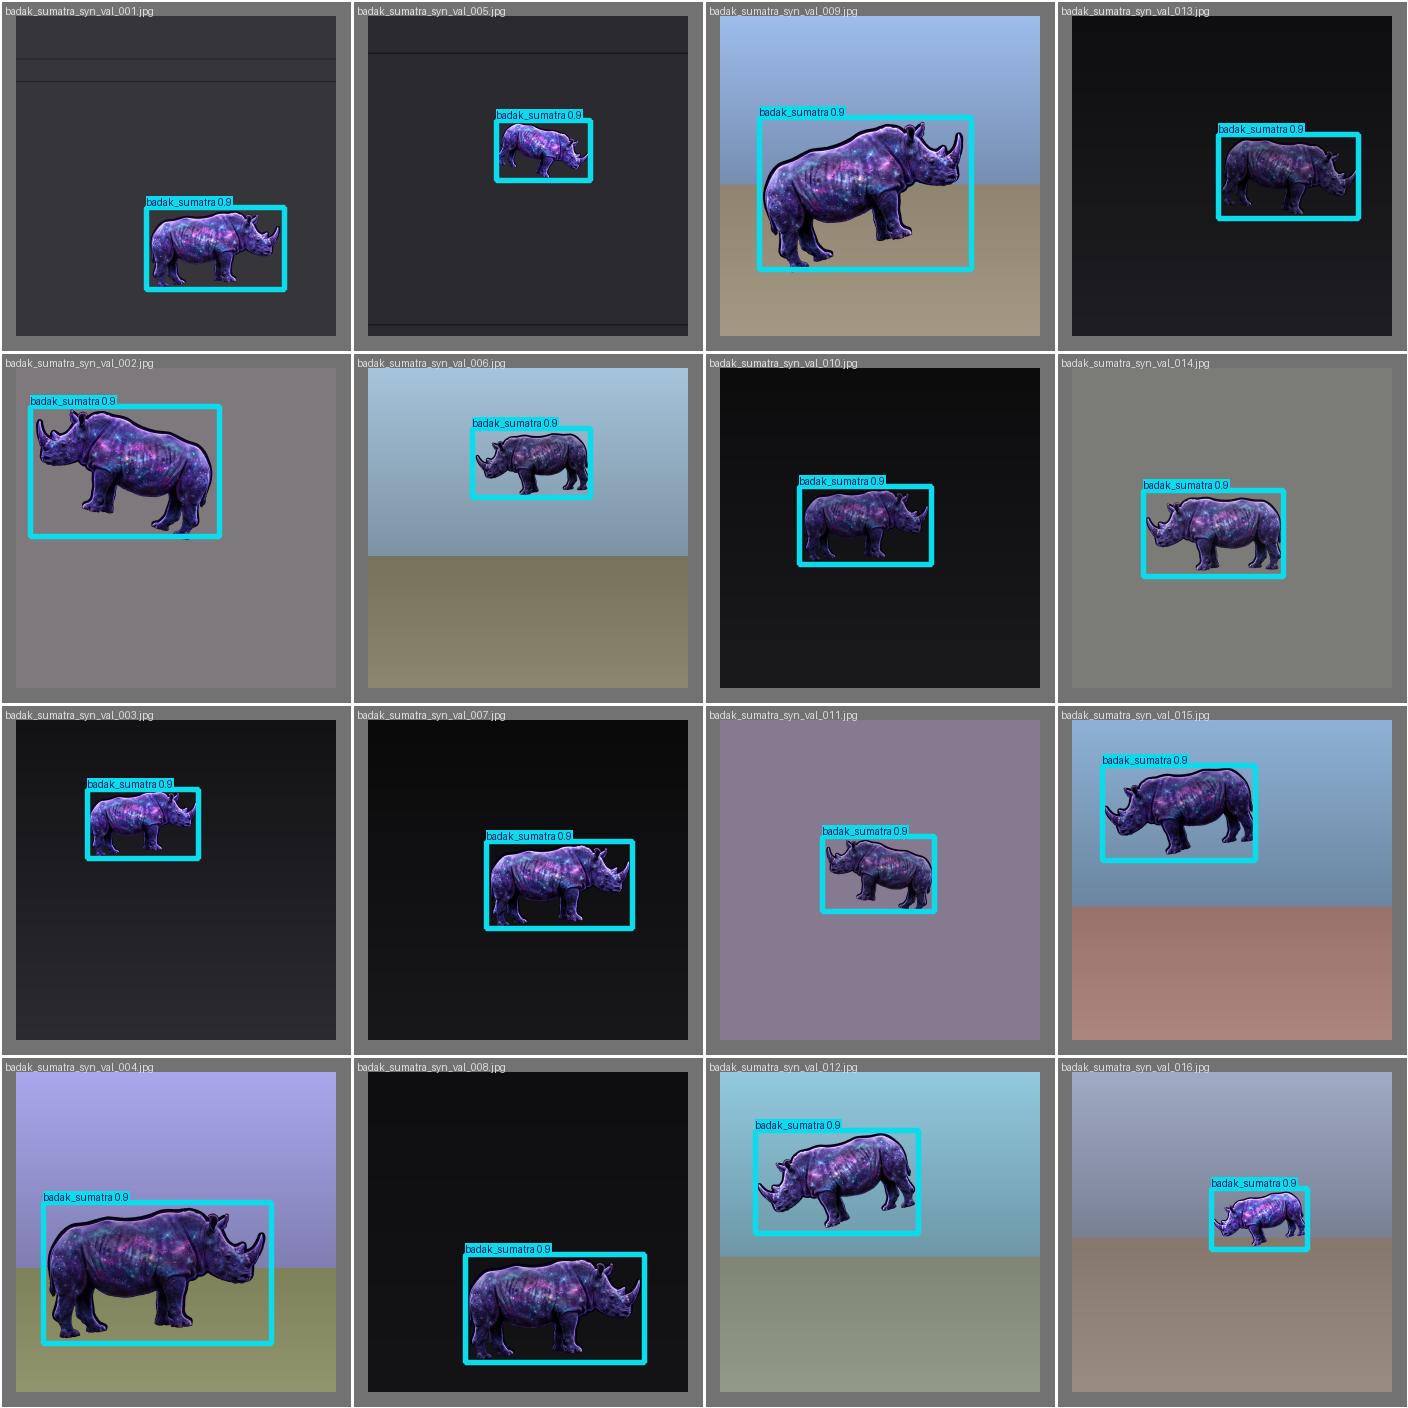 badak_sumatra_syn_val_001.jpg
badak_sumatra 0.9
badak_sumatra_syn_val_005.jpg
badak_sumatra 0.9
badak_sumatra_syn_val_009.jpg
badak_sumatra 0.9
badak_sumatra_syn_val_013.jpg
badak_sumatra 0.9
badak_sumatra_syn_val_002.jpg
badak_sumatra 0.9
badak_sumatra_syn_val_006.jpg
badak_sumatra 0.9
badak_sumatra_syn_val_010.jpg
badak_sumatra 0.9
badak_sumatra_syn_val_014.jpg
badak_sumatra 0.9
badak_sumatra_syn_val_003.jpg
badak_sumatra 0.9
badak_sumatra_syn_val_007.jpg
badak_sumatra 0.9
badak_sumatra_syn_val_011.jpg
badak_sumatra 0.9
badak_sumatra_syn_val_015.jpg
badak_sumatra 0.9
badak_sumatra_syn_val_004.jpg
badak_sumatra 0.9
badak_sumatra_syn_val_008.jpg
badak_sumatra 0.9
badak_sumatra_syn_val_012.jpg
badak_sumatra 0.9
badak_sumatra_syn_val_016.jpg
badak_sumatra 0.9